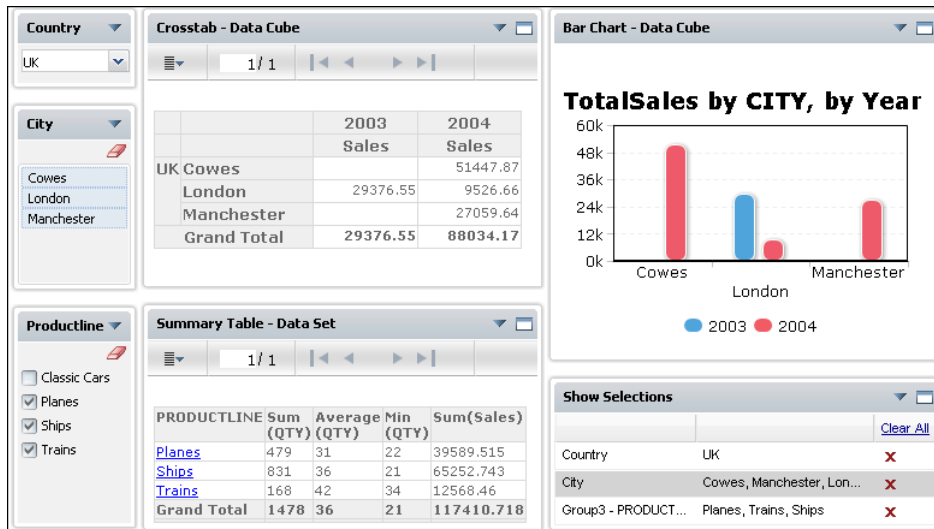 Country
UK
City
Cowes
London
Manchester
Productline
Classic Cars
Planes
Ships
Trains
Crosstab - Data Cube
1/ 1
2003 2004
Sales Sales
UK Cowes 51447.87
London 29376.55 9526.66
Manchester 27059.64
Grand Total 29376.55 88034.17
Summary Table - Data Set
1/ 1
PRODUCTLINE Sum (QTY) Average (QTY) Min (QTY) Sum(Sales)
Planes 479 31 22 39589.515
Ships 831 36 21 65252.743
Trains 168 42 34 12568.46
Grand Total 1478 36 21 117410.718
Bar Chart - Data Cube
TotalSales by CITY, by Year
60k
48k
36k
24k
12k
0k
Cowes Manchester
London
2003 2004
Show Selections
Clear All
Country UK X
City Cowes, Manchester, Lon... X
Group3 - PRODUCT... Planes, Trains, Ships X